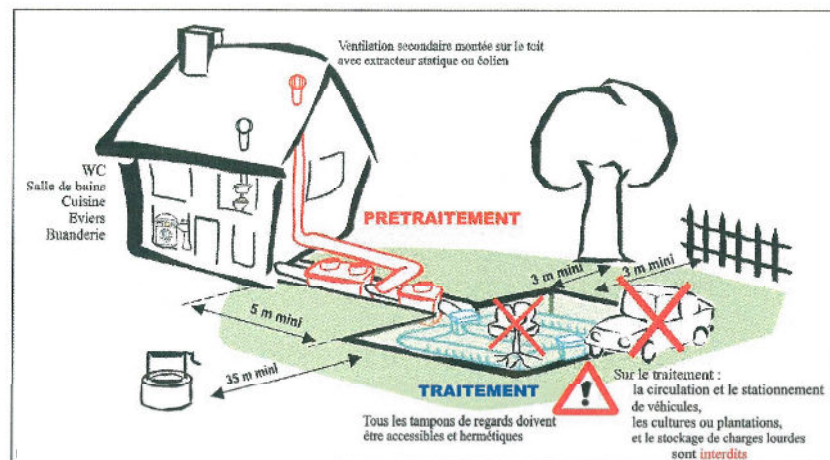 Ventilation secondaire montée sur le toit
avec extracteur statique ou éolien
WC
Salle de bains
Cuisine
Eviers
Buanderie
PRETRAITEMENT
3 m mini
3 m mini
5 m mini
35 m mini
TRAITEMENT
Tous les tampons de regards doivent
être accessibles et hermétiques
Sur le traitement :
la circulation et le stationnement
de véhicules,
les cultures ou plantations,
et le stockage de charges lourdes
sont interdits